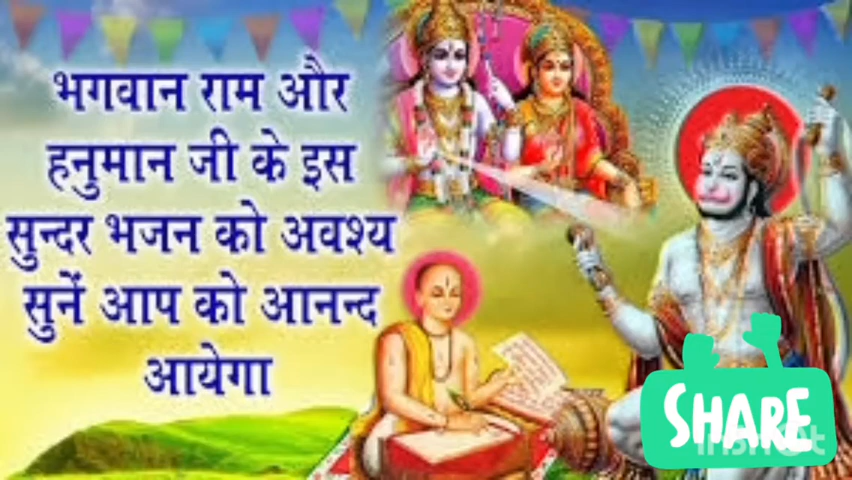 भगवान राम और
हनुमान जी के इस
सुन्दर भजन को अवश्य
सुनें आप को आनन्द
आयेगा
SHARE